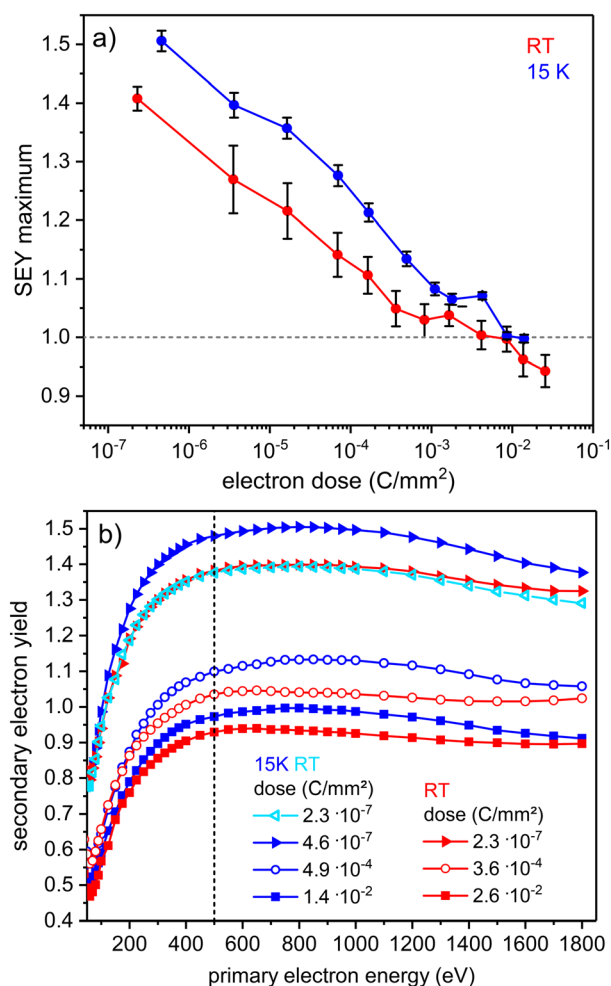 a)
RT
15 K
1.5
1.4
1.3
1.2
1.1
1.0
0.9
SEY maximum
10⁻⁷ 10⁻⁶ 10⁻⁵ 10⁻⁴ 10⁻³ 10⁻² 10⁻¹
electron dose (C/mm²)
b)
1.5
1.4
1.3
1.2
1.1
1.0
0.9
0.8
0.7
0.6
0.5
0.4
secondary electron yield
15K RT
dose (C/mm²)
2.3 ·10⁻⁷
4.6 ·10⁻⁷
4.9 ·10⁻⁴
1.4 ·10⁻²
RT
dose (C/mm²)
2.3 ·10⁻⁷
3.6 ·10⁻⁴
2.6 ·10⁻²
200 400 600 800 1000 1200 1400 1600 1800
primary electron energy (eV)